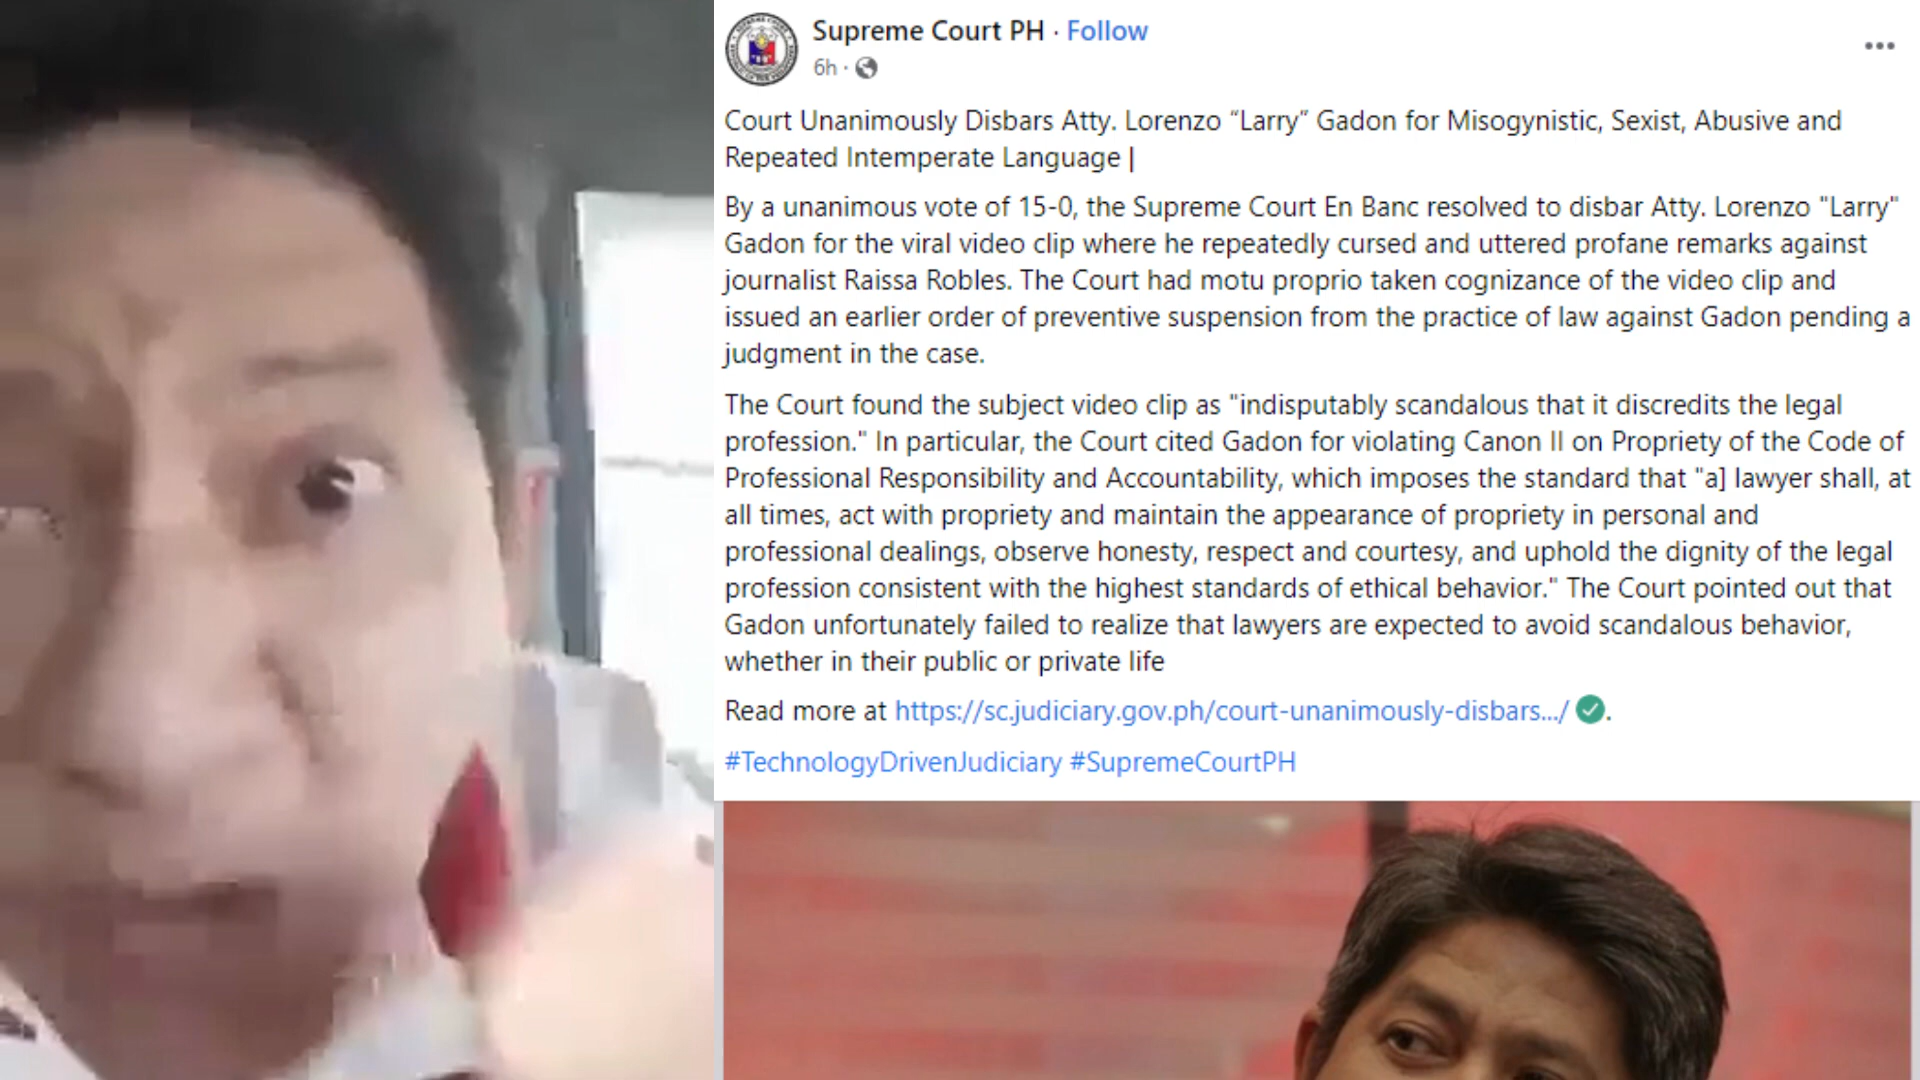 Supreme Court PH · Follow
6h ·
Court Unanimously Disbars Atty. Lorenzo “Larry” Gadon for Misogynistic, Sexist, Abusive and
Repeated Intemperate Language |
By a unanimous vote of 15-0, the Supreme Court En Banc resolved to disbar Atty. Lorenzo "Larry"
Gadon for the viral video clip where he repeatedly cursed and uttered profane remarks against
journalist Raissa Robles. The Court had motu proprio taken cognizance of the video clip and
issued an earlier order of preventive suspension from the practice of law against Gadon pending a
judgment in the case.
The Court found the subject video clip as "indisputably scandalous that it discredits the legal
profession." In particular, the Court cited Gadon for violating Canon II on Propriety of the Code of
Professional Responsibility and Accountability, which imposes the standard that "a] lawyer shall, at
all times, act with propriety and maintain the appearance of propriety in personal and
professional dealings, observe honesty, respect and courtesy, and uphold the dignity of the legal
profession consistent with the highest standards of ethical behavior." The Court pointed out that
Gadon unfortunately failed to realize that lawyers are expected to avoid scandalous behavior,
whether in their public or private life
Read more at https://sc.judiciary.gov.ph/court-unanimously-disbars.../ .
#TechnologyDrivenJudiciary #SupremeCourtPH